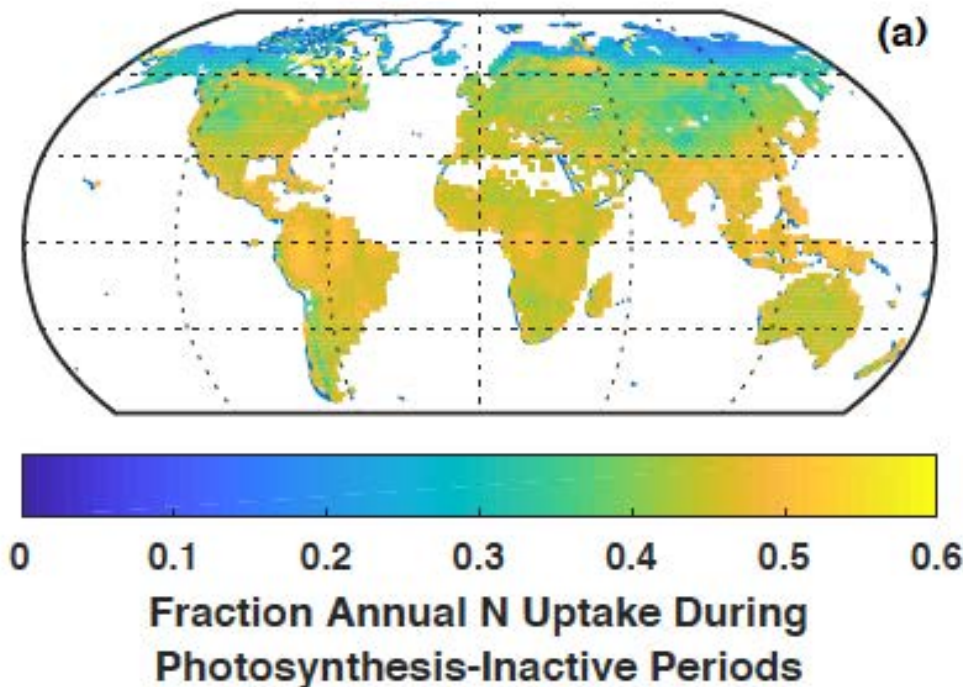 (a)
0 0.1 0.2 0.3 0.4 0.5 0.6
Fraction Annual N Uptake During
Photosynthesis-Inactive Periods